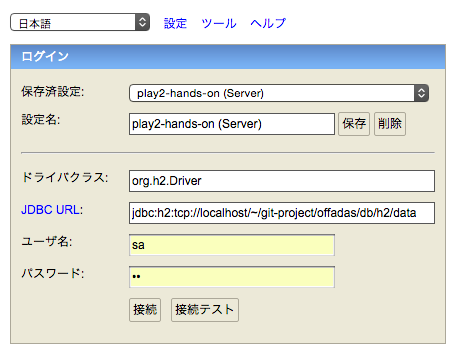 日本語 設定 ツール ヘルプ
ログイン
保存済設定: play2-hands-on (Server)
設定名: play2-hands-on (Server) 保存 削除
ドライバクラス: org.h2.Driver
JDBC URL: jdbc:h2:tcp://localhost/~/git-project/offadas/db/h2/data
ユーザ名: sa
パスワード: ••
接続 接続テスト